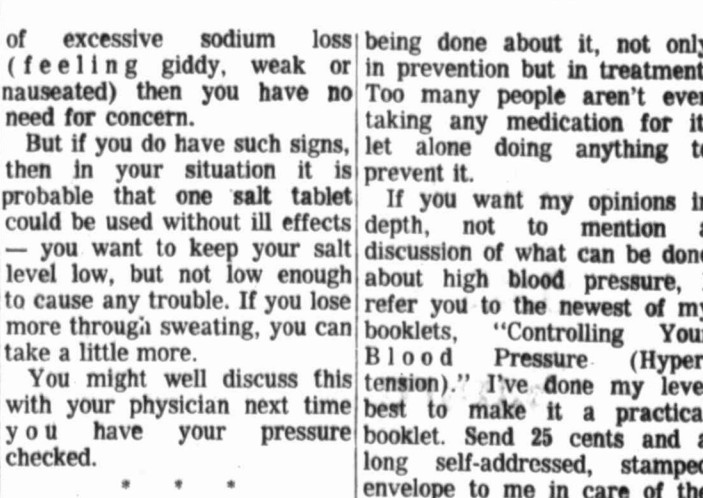 of excessive sodium loss
(feeling giddy, weak or
nauseated) then you have no
need for concern.
But if you do have such signs,
then in your situation it is
probable that one salt tablet
could be used without ill effects
— you want to keep your salt
level low, but not low enough
to cause any trouble. If you lose
more through sweating, you can
take a little more.
You might well discuss this
with your physician next time
you have your pressure
checked.
* * *
being done about it, not only
in prevention but in treatment
Too many people aren't ever
taking any medication for it
let alone doing anything to
prevent it.
If you want my opinions in
depth, not to mention a
discussion of what can be done
about high blood pressure,
refer you to the newest of my
booklets, "Controlling Your
Blood Pressure (Hyper
tension)." I've done my leve
best to make it a practica
booklet. Send 25 cents and a
long self-addressed, stamped
envelope to me in care of the